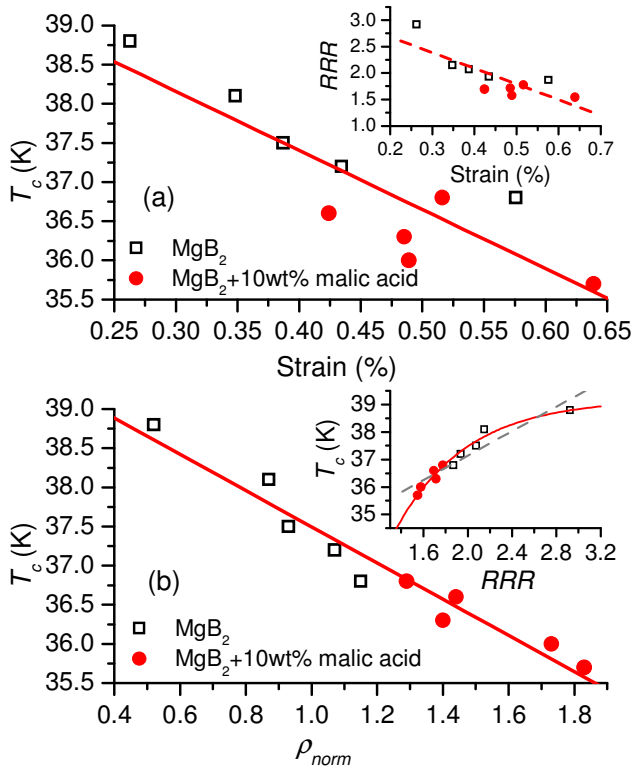 39.0
38.5
38.0
37.5
37.0
36.5
36.0
35.5
T_c (K)
0.25 0.30 0.35 0.40 0.45 0.50 0.55 0.60 0.65
Strain (%)
(a)
MgB₂
MgB₂+10wt% malic acid
3.0
2.5
2.0
1.5
1.0
RRR
0.2 0.3 0.4 0.5 0.6 0.7
Strain (%)
39.0
38.5
38.0
37.5
37.0
36.5
36.0
35.5
T_c (K)
0.4 0.6 0.8 1.0 1.2 1.4 1.6 1.8
ρ_norm
(b)
MgB₂
MgB₂+10wt% malic acid
39
38
37
36
35
T_c (K)
1.6 2.0 2.4 2.8 3.2
RRR